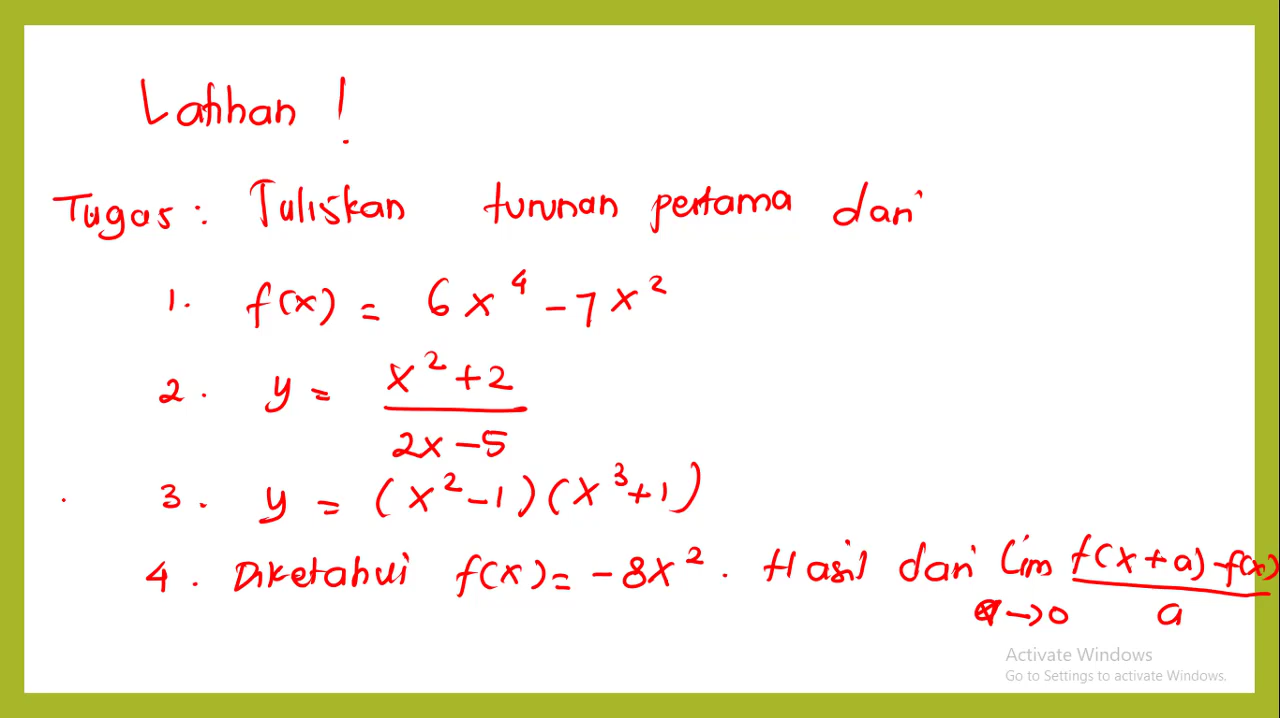 Latihan !
Tugas : Tuliskan turunan pertama dari
1. f(x) = 6x⁴ - 7x²
2. y = (x² + 2)/(2x - 5)
3. y = (x² - 1)(x³ + 1)
4. Diketahui f(x) = -8x². Hasil dari lim a→0 (f(x + a) - f(x))/a
Activate Windows
Go to Settings to activate Windows.